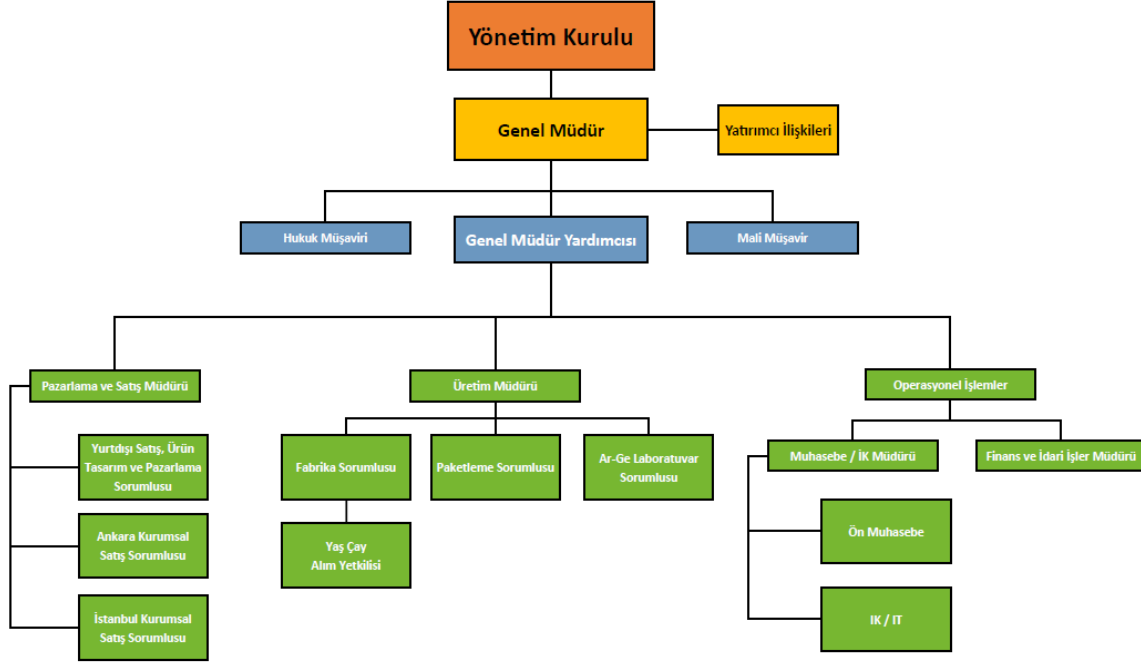 Yönetim Kurulu
Genel Müdür
Yatırımcı İlişkileri
Hukuk Müşaviri
Genel Müdür Yardımcısı
Mali Müşavir
Pazarlama ve Satış Müdürü
Üretim Müdürü
Operasyonel İşlemler
Yurtdışı Satış, Ürün
Tasarım ve Pazarlama
Sorumlusu
Fabrika Sorumlusu
Paketleme Sorumlusu
Ar-Ge Laboratuvar
Sorumlusu
Muhasebe / İK Müdürü
Finans ve İdari İşler Müdürü
Ankara Kurumsal
Satış Sorumlusu
Yaş Çay
Alım Yetkilisi
Ön Muhasebe
İstanbul Kurumsal
Satış Sorumlusu
IK / IT